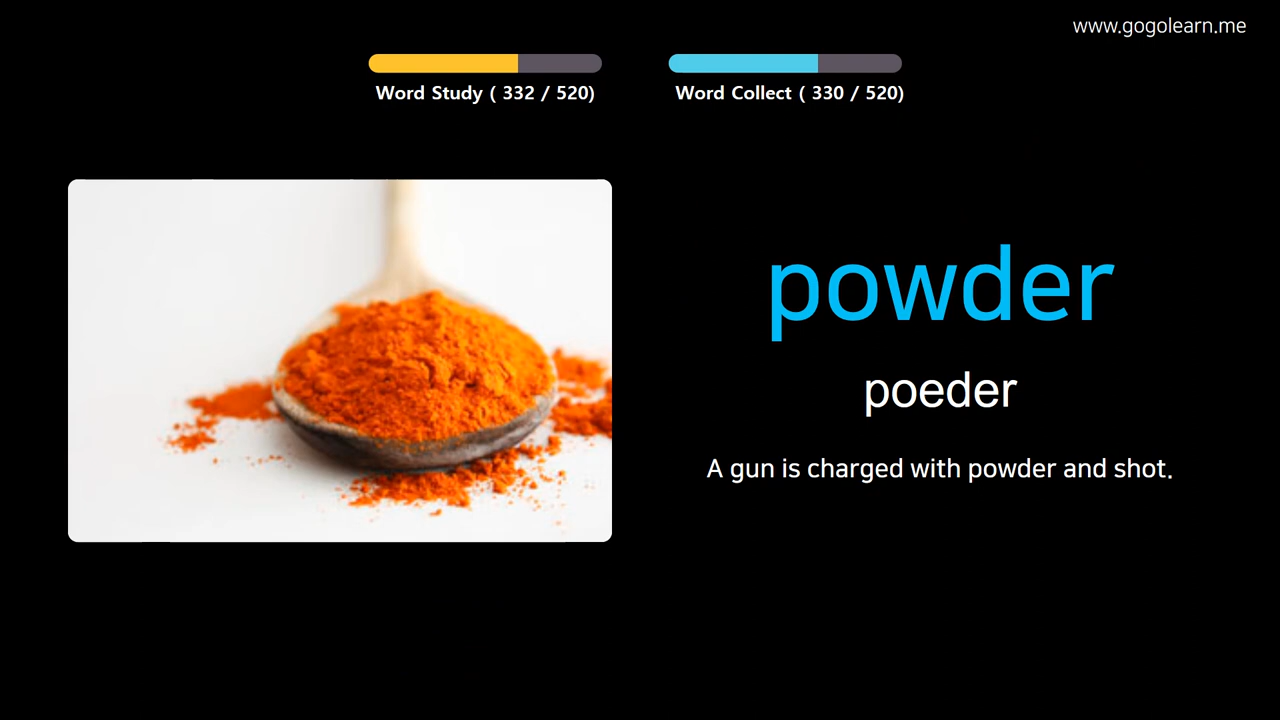 www.gogolearn.me
Word Study ( 332 / 520)
Word Collect ( 330 / 520)
powder
poeder
A gun is charged with powder and shot.